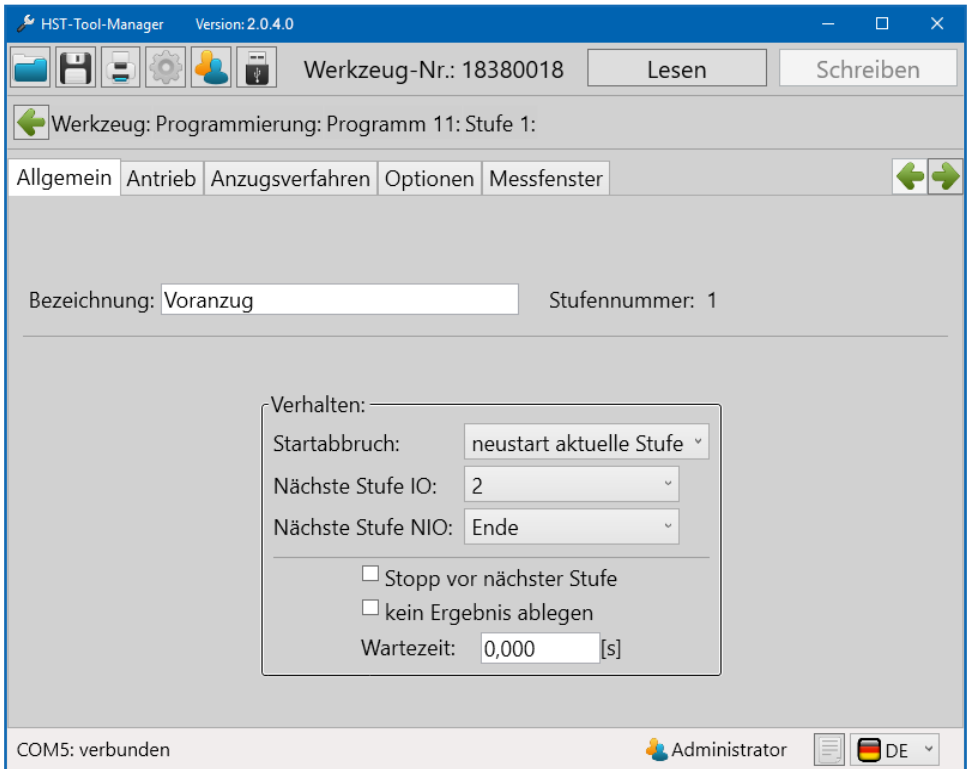 HST-Tool-Manager Version: 2.0.4.0
Werkzeug-Nr.: 18380018 Lesen Schreiben
Werkzeug: Programmierung: Programm 11: Stufe 1:
Allgemein Antrieb Anzugsverfahren Optionen Messfenster
Bezeichnung: Voranzug Stufennummer: 1
Verhalten:
Startabbruch: neustart aktuelle Stufe
Nächste Stufe IO: 2
Nächste Stufe NIO: Ende
Stopp vor nächster Stufe
kein Ergebnis ablegen
Wartezeit: 0,000 [s]
COM5: verbunden Administrator DE